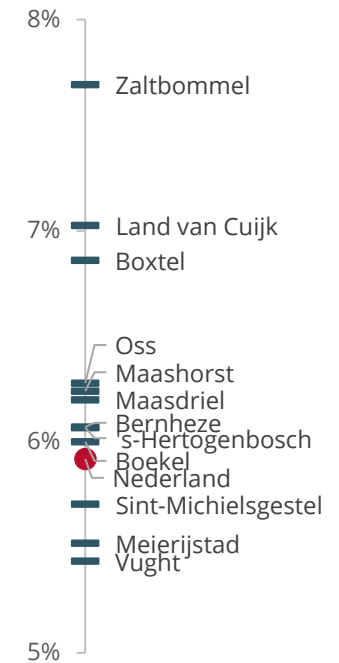 8%
Zaltbommel
7%
Land van Cuijk
Boxtel
Oss
Maashorst
Maasdriel
Bernheze
's-Hertogenbosch
6%
Boekel
Nederland
Sint-Michielsgestel
Meierijstad
Vught
5%